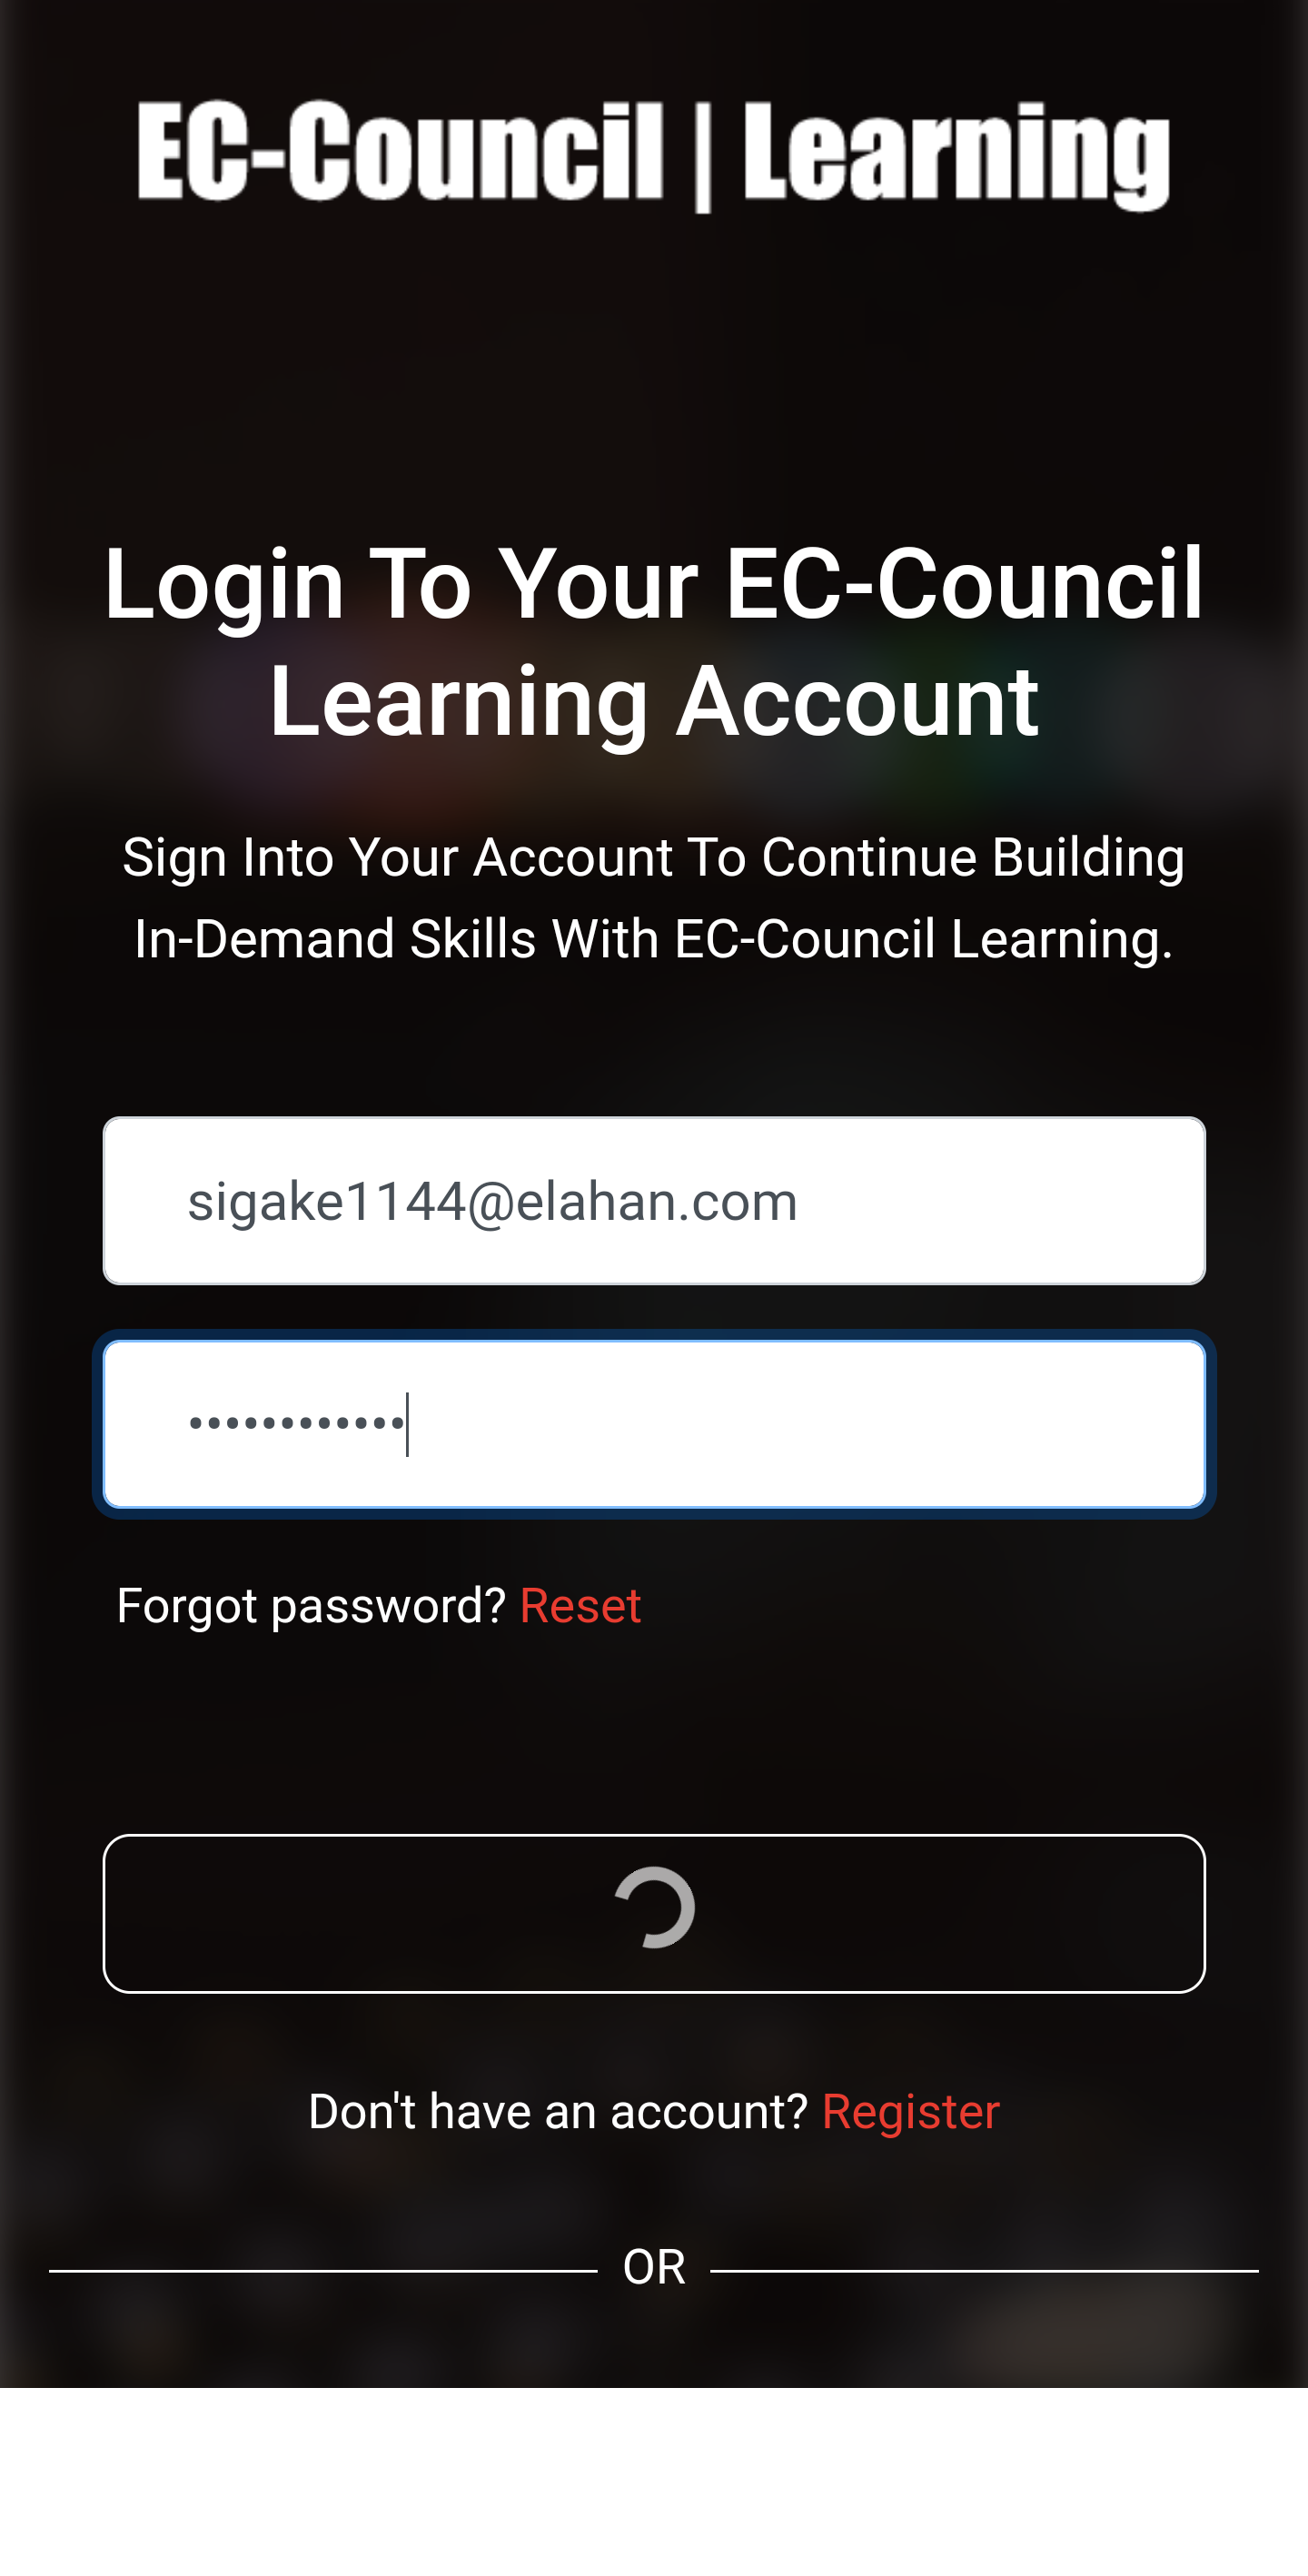 EC-Council | Learning
Login To Your EC-Council
Learning Account
Sign Into Your Account To Continue Building
In-Demand Skills With EC-Council Learning.
sigake1144@elahan.com
••••••••••••
Forgot password? Reset
Don't have an account? Register
OR